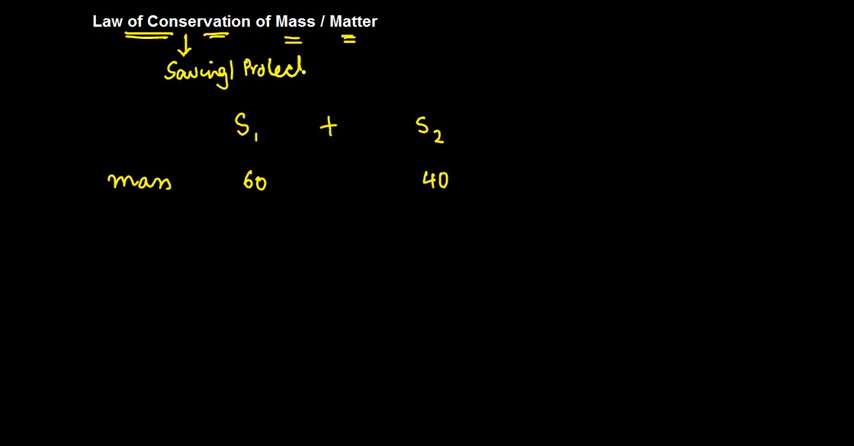 Law of Conservation of Mass / Matter
Saving/ Protect
S₁ + S₂
mass 60 40